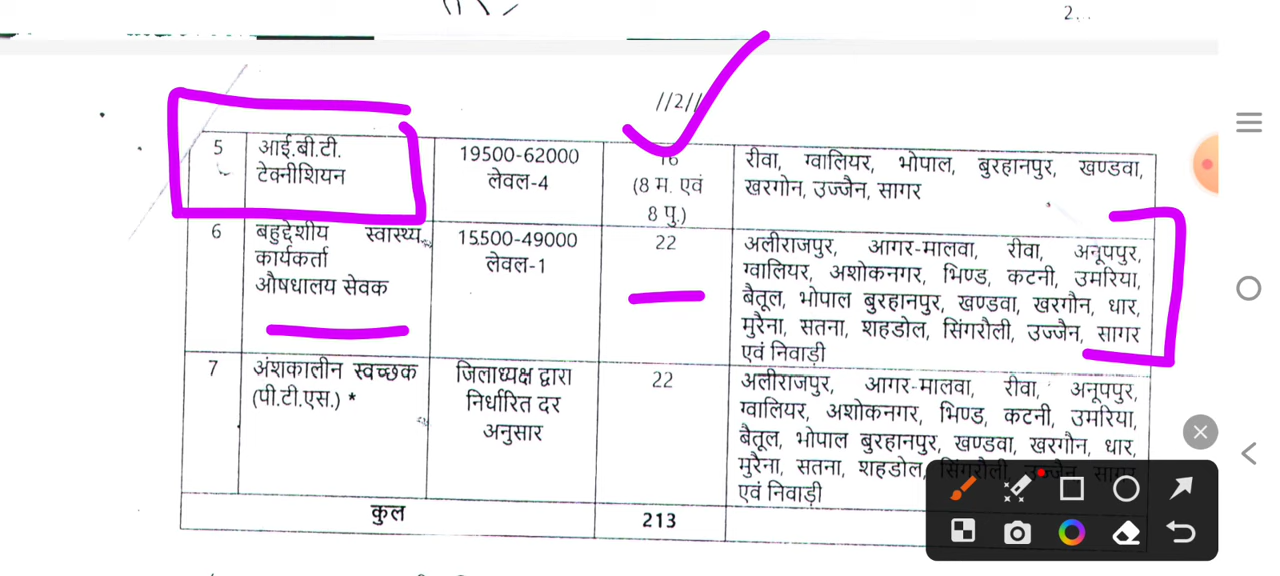 2..
//2//
5 आई.बी.टी. टेक्नीशियन
19500-62000
लेवल-4
16
(8 म. एवं
8 पु.)
रीवा, ग्वालियर, भोपाल, बुरहानपुर, खण्डवा,
खरगोन, उज्जैन, सागर
6 बहुद्देशीय स्वास्थ्य
कार्यकर्ता
औषधालय सेवक
15500-49000
लेवल-1
22
अलीराजपुर, आगर-मालवा, रीवा, अनूपपुर,
ग्वालियर, अशोकनगर, भिण्ड, कटनी, उमरिया,
बैतूल, भोपाल बुरहानपुर, खण्डवा, खरगौन, धार,
मुरैना, सतना, शहडोल, सिंगरौली, उज्जैन, सागर
एवं निवाड़ी
7 अंशकालीन स्वच्छक
(पी.टी.एस.) *
जिलाध्यक्ष द्वारा
निर्धारित दर
अनुसार
22
अलीराजपुर, आगर-मालवा, रीवा, अनूपपुर,
ग्वालियर, अशोकनगर, भिण्ड, कटनी, उमरिया,
बैतूल, भोपाल बुरहानपुर, खण्डवा, खरगौन, धार,
मुरैना, सतना, शहडोल, सिंगरौली, उज्जैन, सागर
एवं निवाड़ी
कुल 213